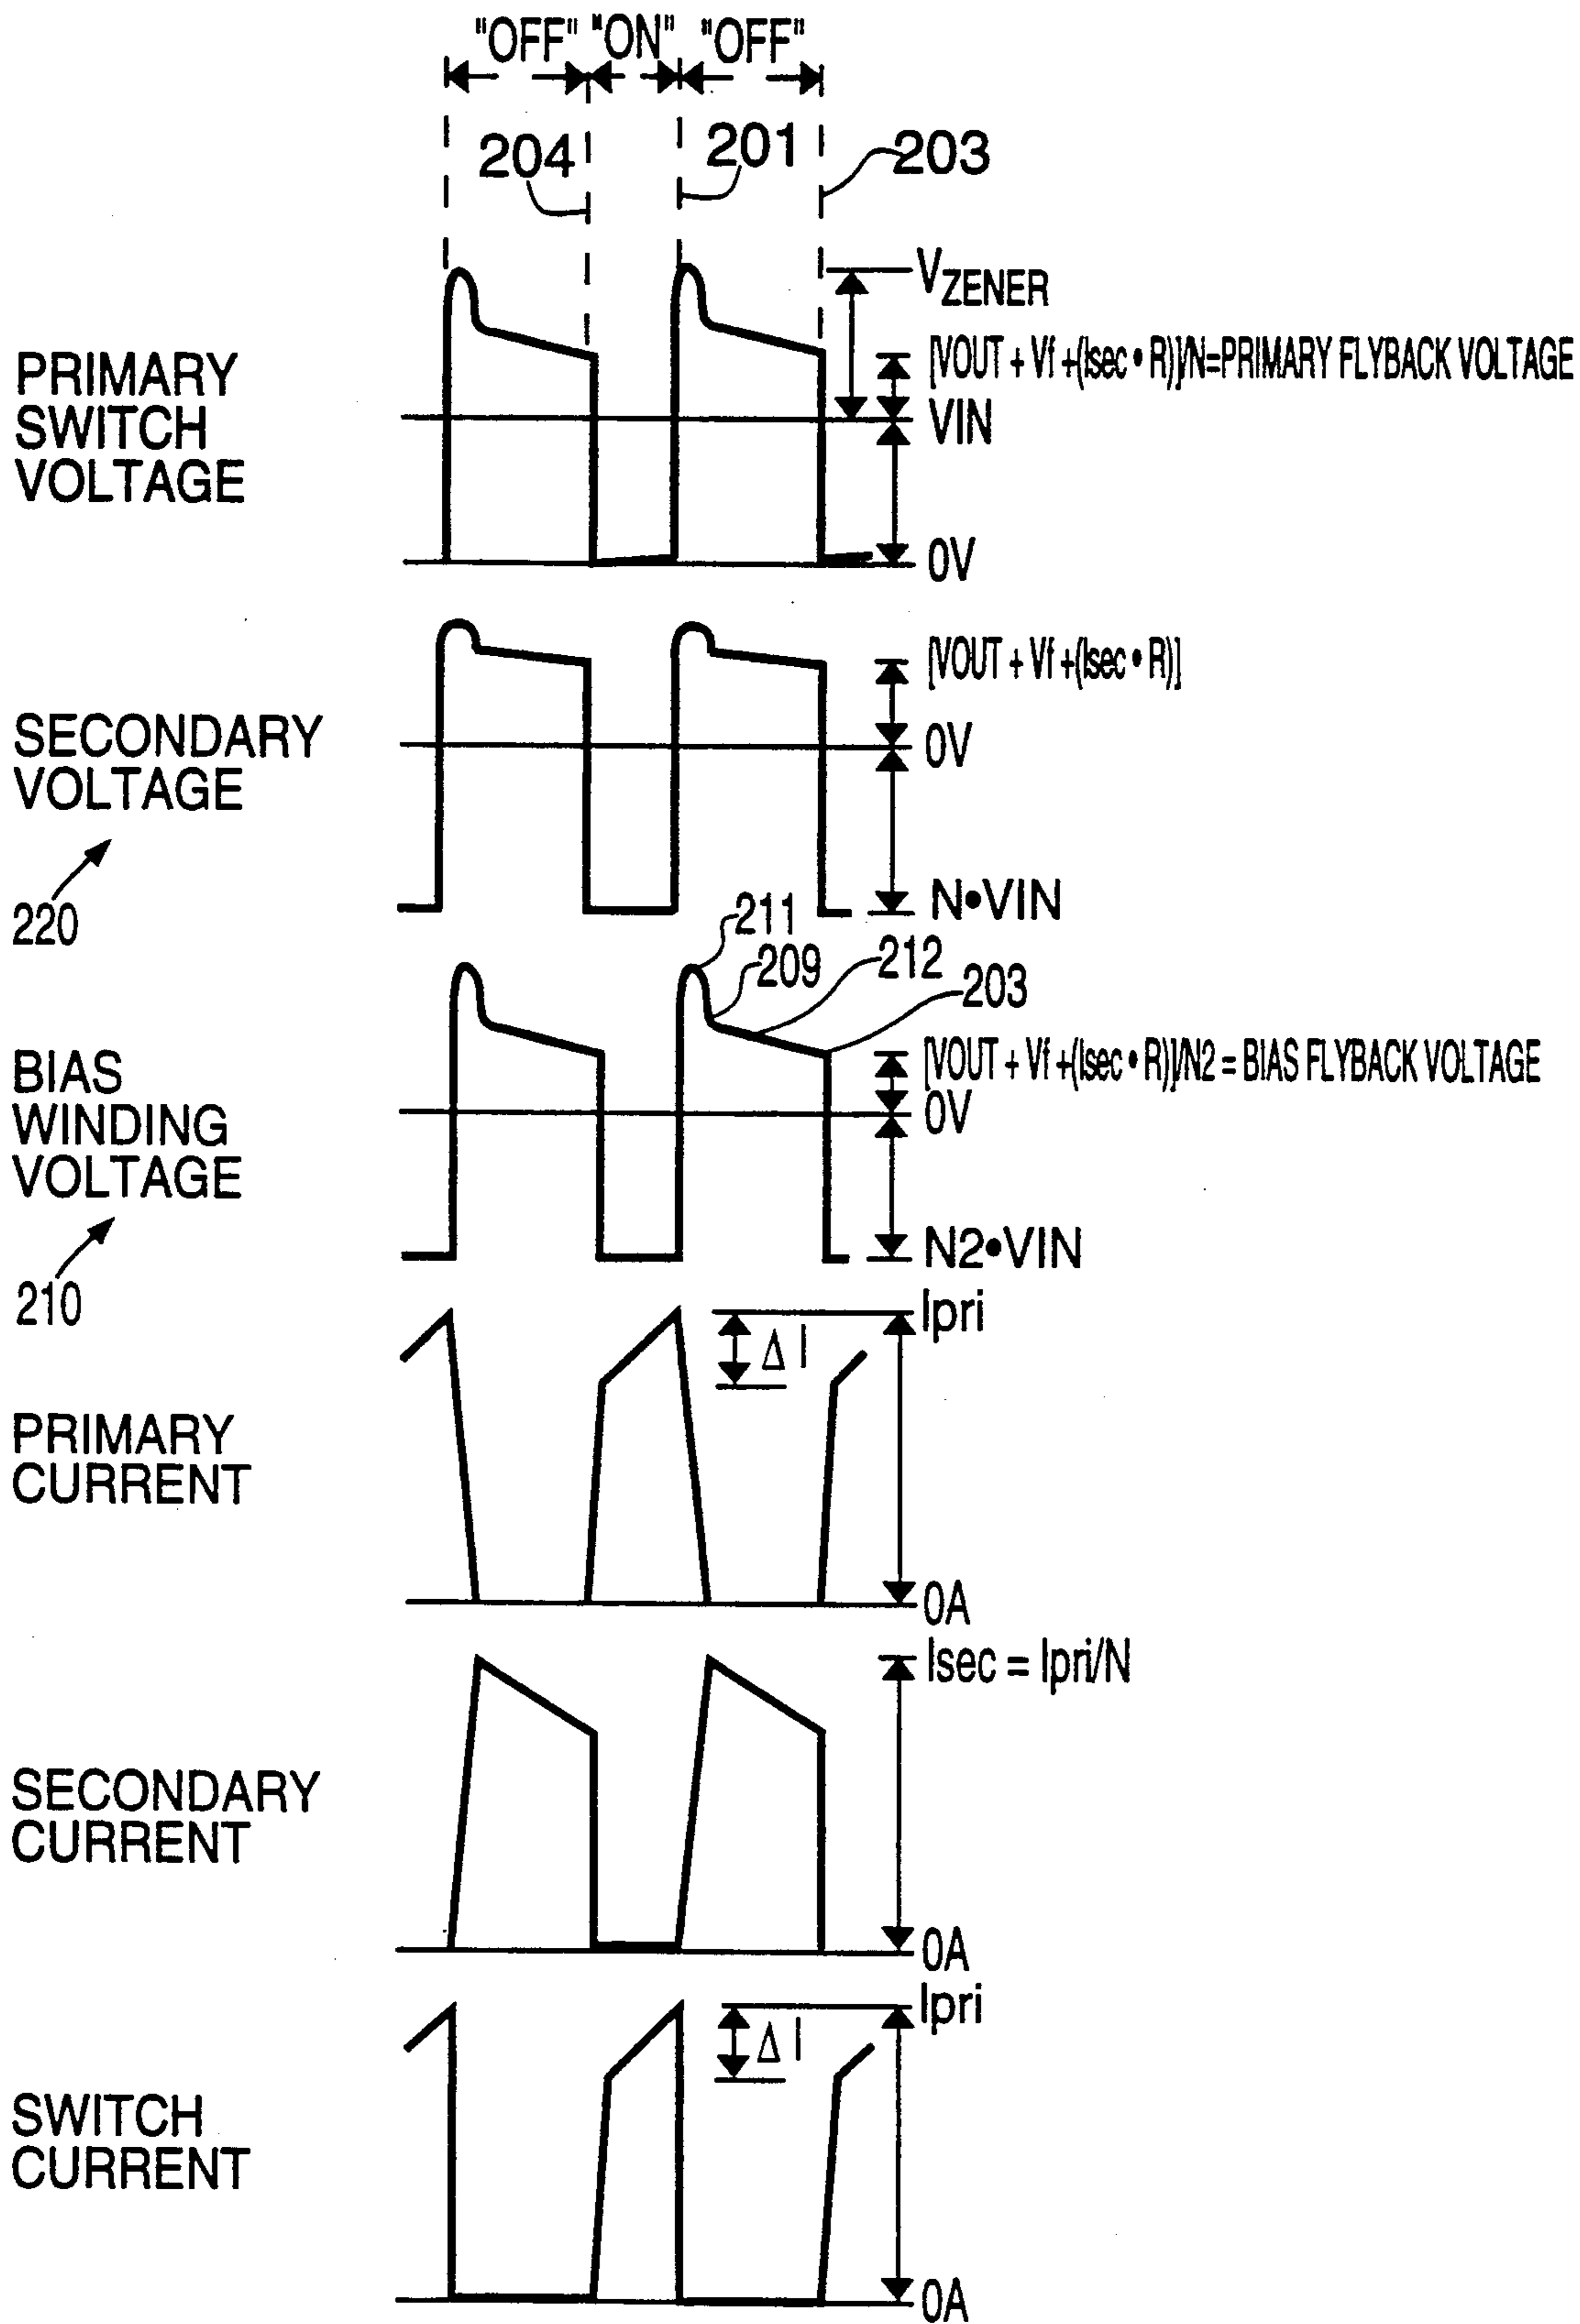 "OFF" "ON" "OFF"
204 201 203
PRIMARY
SWITCH
VOLTAGE
VZENER
[VOUT + Vf +(Isec • R)]/N=PRIMARY FLYBACK VOLTAGE
VIN
0V
SECONDARY
VOLTAGE
220
[VOUT + Vf +(Isec • R)]
0V
N•VIN
BIAS
WINDING
VOLTAGE
210
211
209
212
203
[VOUT + Vf +(Isec • R)]/N2 = BIAS FLYBACK VOLTAGE
0V
N2•VIN
PRIMARY
CURRENT
Δ I
Ipri
0A
SECONDARY
CURRENT
Isec = Ipri/N
0A
SWITCH
CURRENT
Δ I
Ipri
0A